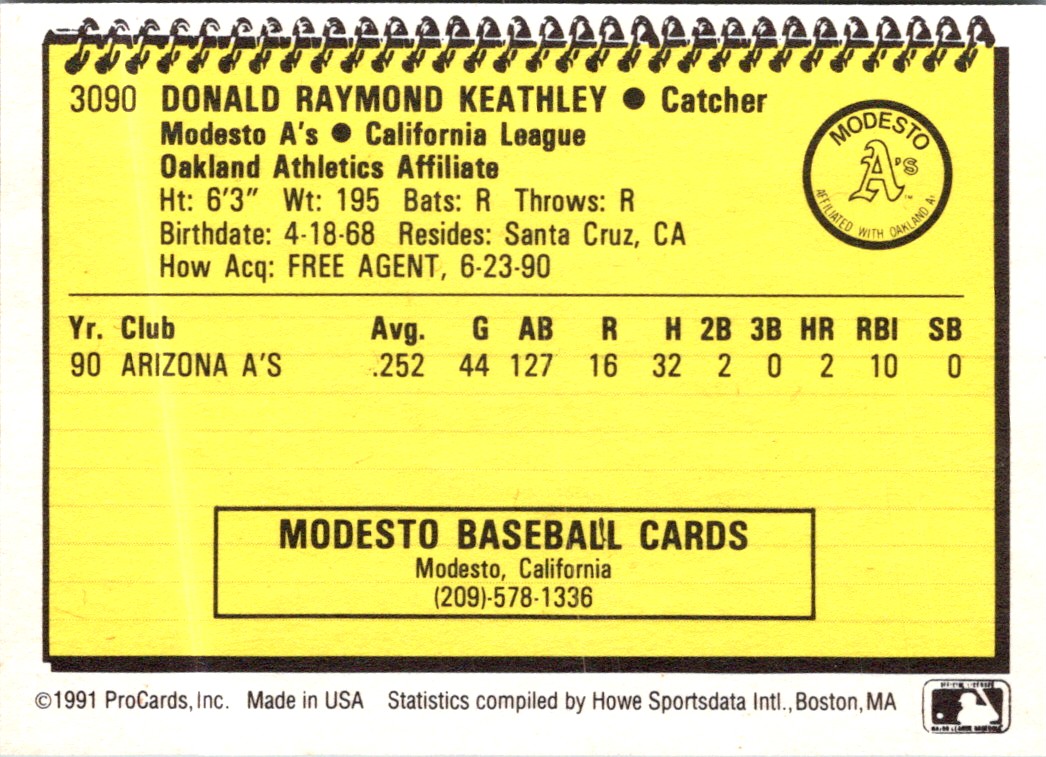 3090 DONALD RAYMOND KEATHLEY ● Catcher
Modesto A's ● California League
Oakland Athletics Affiliate
Ht: 6'3" Wt: 195 Bats: R Throws: R
Birthdate: 4-18-68 Resides: Santa Cruz, CA
How Acq: FREE AGENT, 6-23-90
MODESTO
A's
AFFILIATED WITH OAKLAND A's
Yr. Club Avg. G AB R H 2B 3B HR RBI SB
90 ARIZONA A'S .252 44 127 16 32 2 0 2 10 0
MODESTO BASEBALL CARDS
Modesto, California
(209)-578-1336
©1991 ProCards, Inc. Made in USA Statistics compiled by Howe Sportsdata Intl., Boston, MA
MAJOR LEAGUE BASEBALL